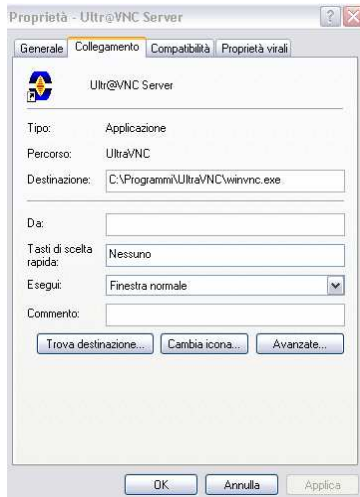 Proprietà - Ultr@VNC Server
Generale Collegamento Compatibilità Proprietà virali
Ultr@VNC Server
Tipo: Applicazione
Percorso: UltraVNC
Destinazione: C:\Programmi\UltraVNC\winvnc.exe
Da:
Tasti di scelta rapida: Nessuno
Esegui: Finestra normale
Commento:
Trova destinazione... Cambia icona... Avanzate...
OK Annulla Applica